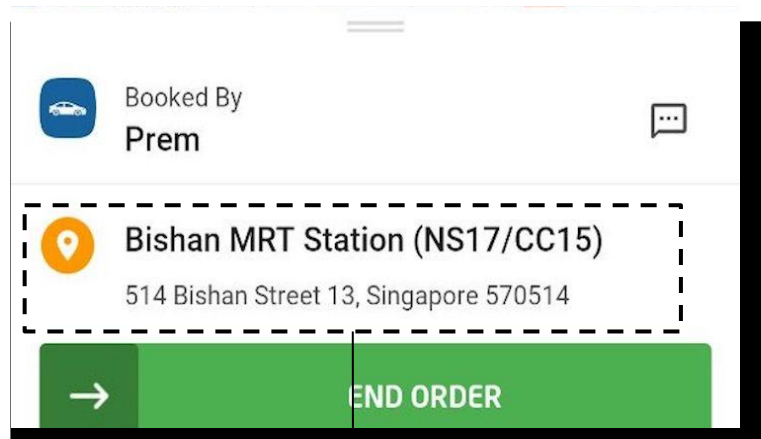 Booked By
Prem
Bishan MRT Station (NS17/CC15)
514 Bishan Street 13, Singapore 570514
END ORDER